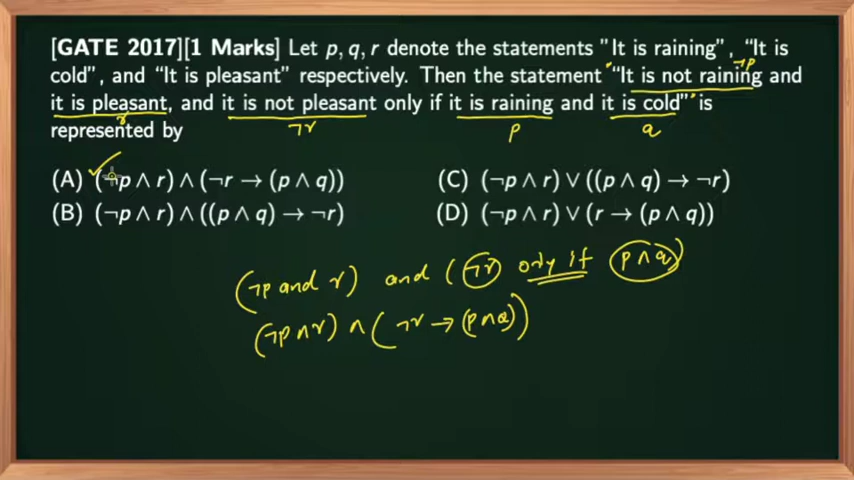 [GATE 2017][1 Marks] Let p, q, r denote the statements "It is raining", "It is
cold", and "It is pleasant" respectively. Then the statement "It is not raining and
¬p
it is pleasant, and it is not pleasant only if it is raining and it is cold" is
r ¬r p q
represented by
(A) (¬p ∧ r) ∧ (¬r → (p ∧ q))
(C) (¬p ∧ r) ∨ ((p ∧ q) → ¬r)
(B) (¬p ∧ r) ∧ ((p ∧ q) → ¬r)
(D) (¬p ∧ r) ∨ (r → (p ∧ q))
(¬p and r) and (¬r only if p ∧ q)
(¬p ∧ r) ∧ (¬r → (p ∧ q))